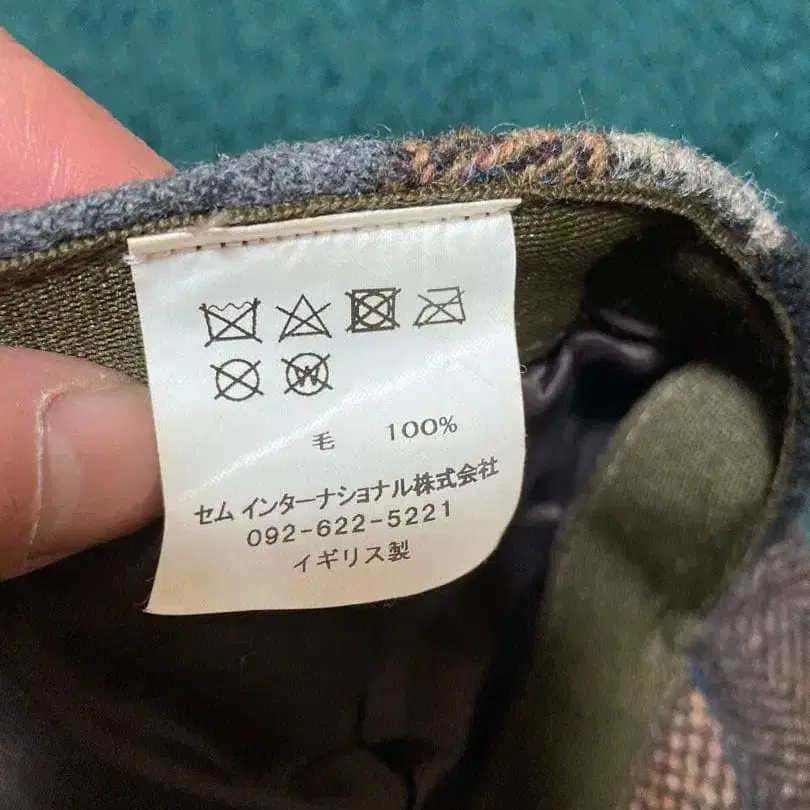 W
毛 100%
セム インターナショナル株式会社
092-622-5221
イギリス製